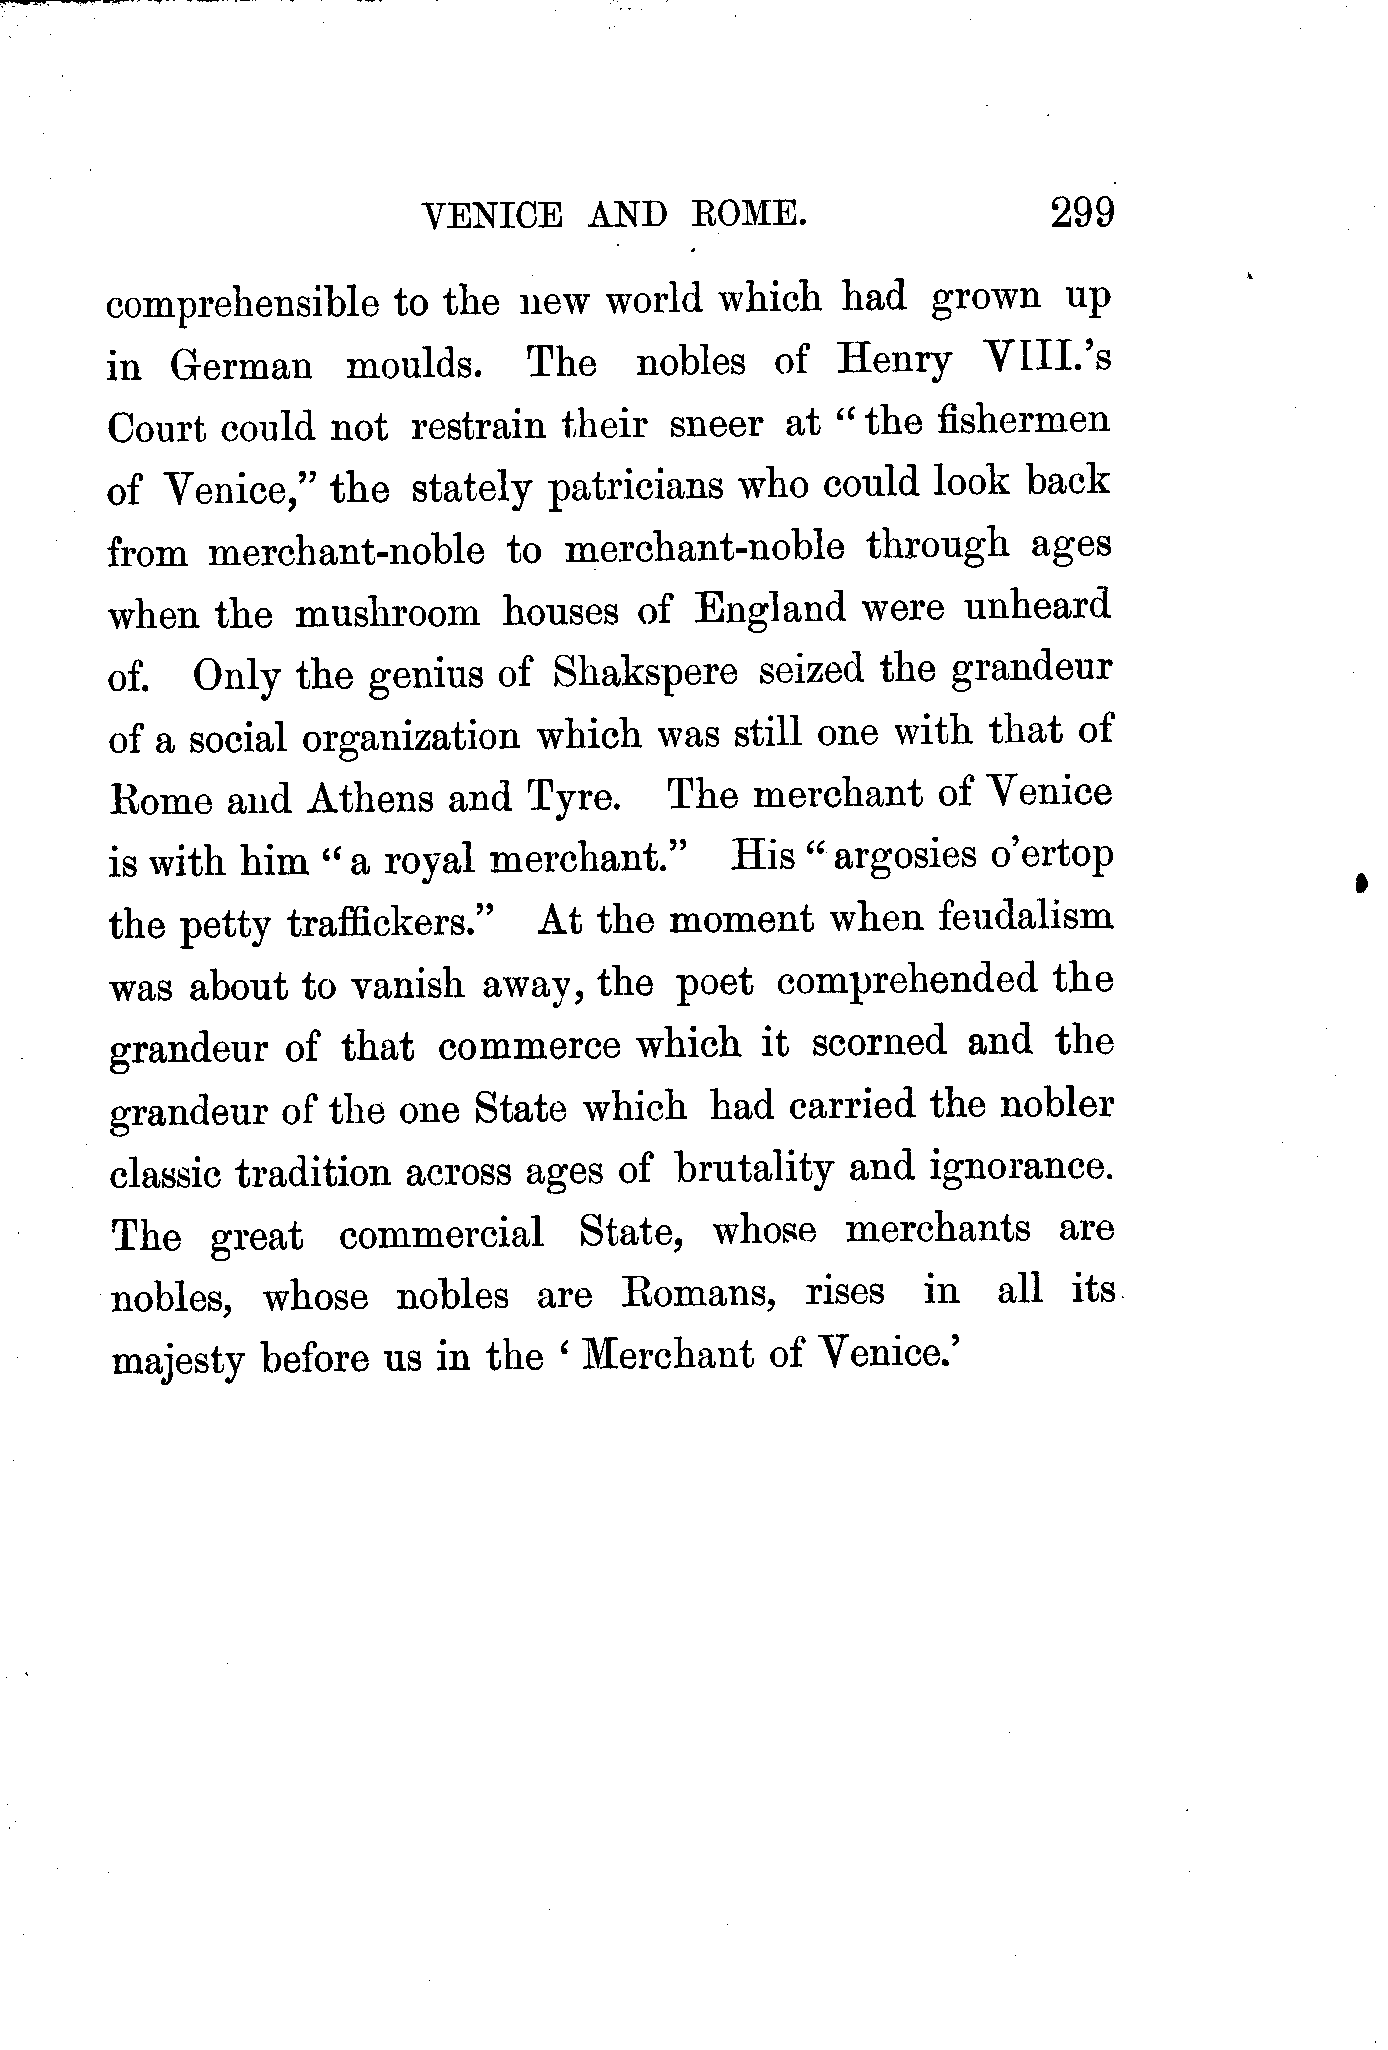 VENICE AND ROME. 299
comprehensible to the new world which had grown up
in German moulds. The nobles of Henry VIII.'s
Court could not restrain their sneer at "the fishermen
of Venice," the stately patricians who could look back
from merchant-noble to merchant-noble through ages
when the mushroom houses of England were unheard
of. Only the genius of Shakspere seized the grandeur
of a social organization which was still one with that of
Rome and Athens and Tyre. The merchant of Venice
is with him "a royal merchant." His "argosies o'ertop
the petty traffickers." At the moment when feudalism
was about to vanish away, the poet comprehended the
grandeur of that commerce which it scorned and the
grandeur of the one State which had carried the nobler
classic tradition across ages of brutality and ignorance.
The great commercial State, whose merchants are
nobles, whose nobles are Romans, rises in all its
majesty before us in the 'Merchant of Venice.'